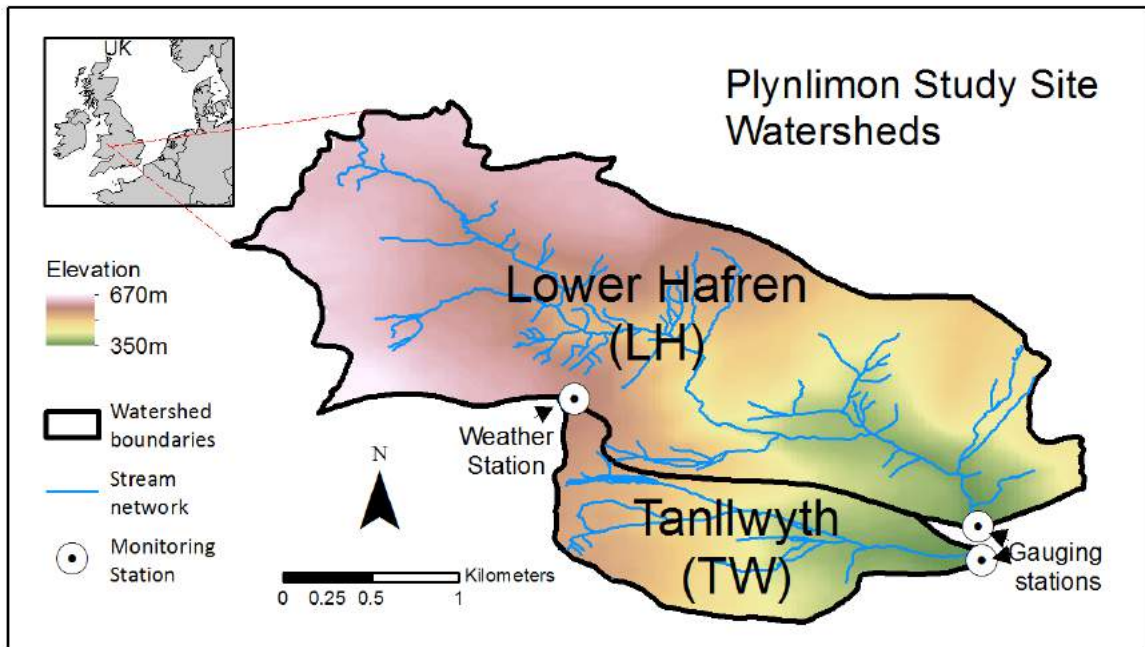 UK
Plynlimon Study Site
Watersheds
Elevation
670m
350m
Lower Hafren
(LH)
Watershed
boundaries
Weather
Station
N
Stream
network
Tanllwyth
(TW)
Monitoring
Station
Gauging
stations
Kilometers
0 0.25 0.5 1